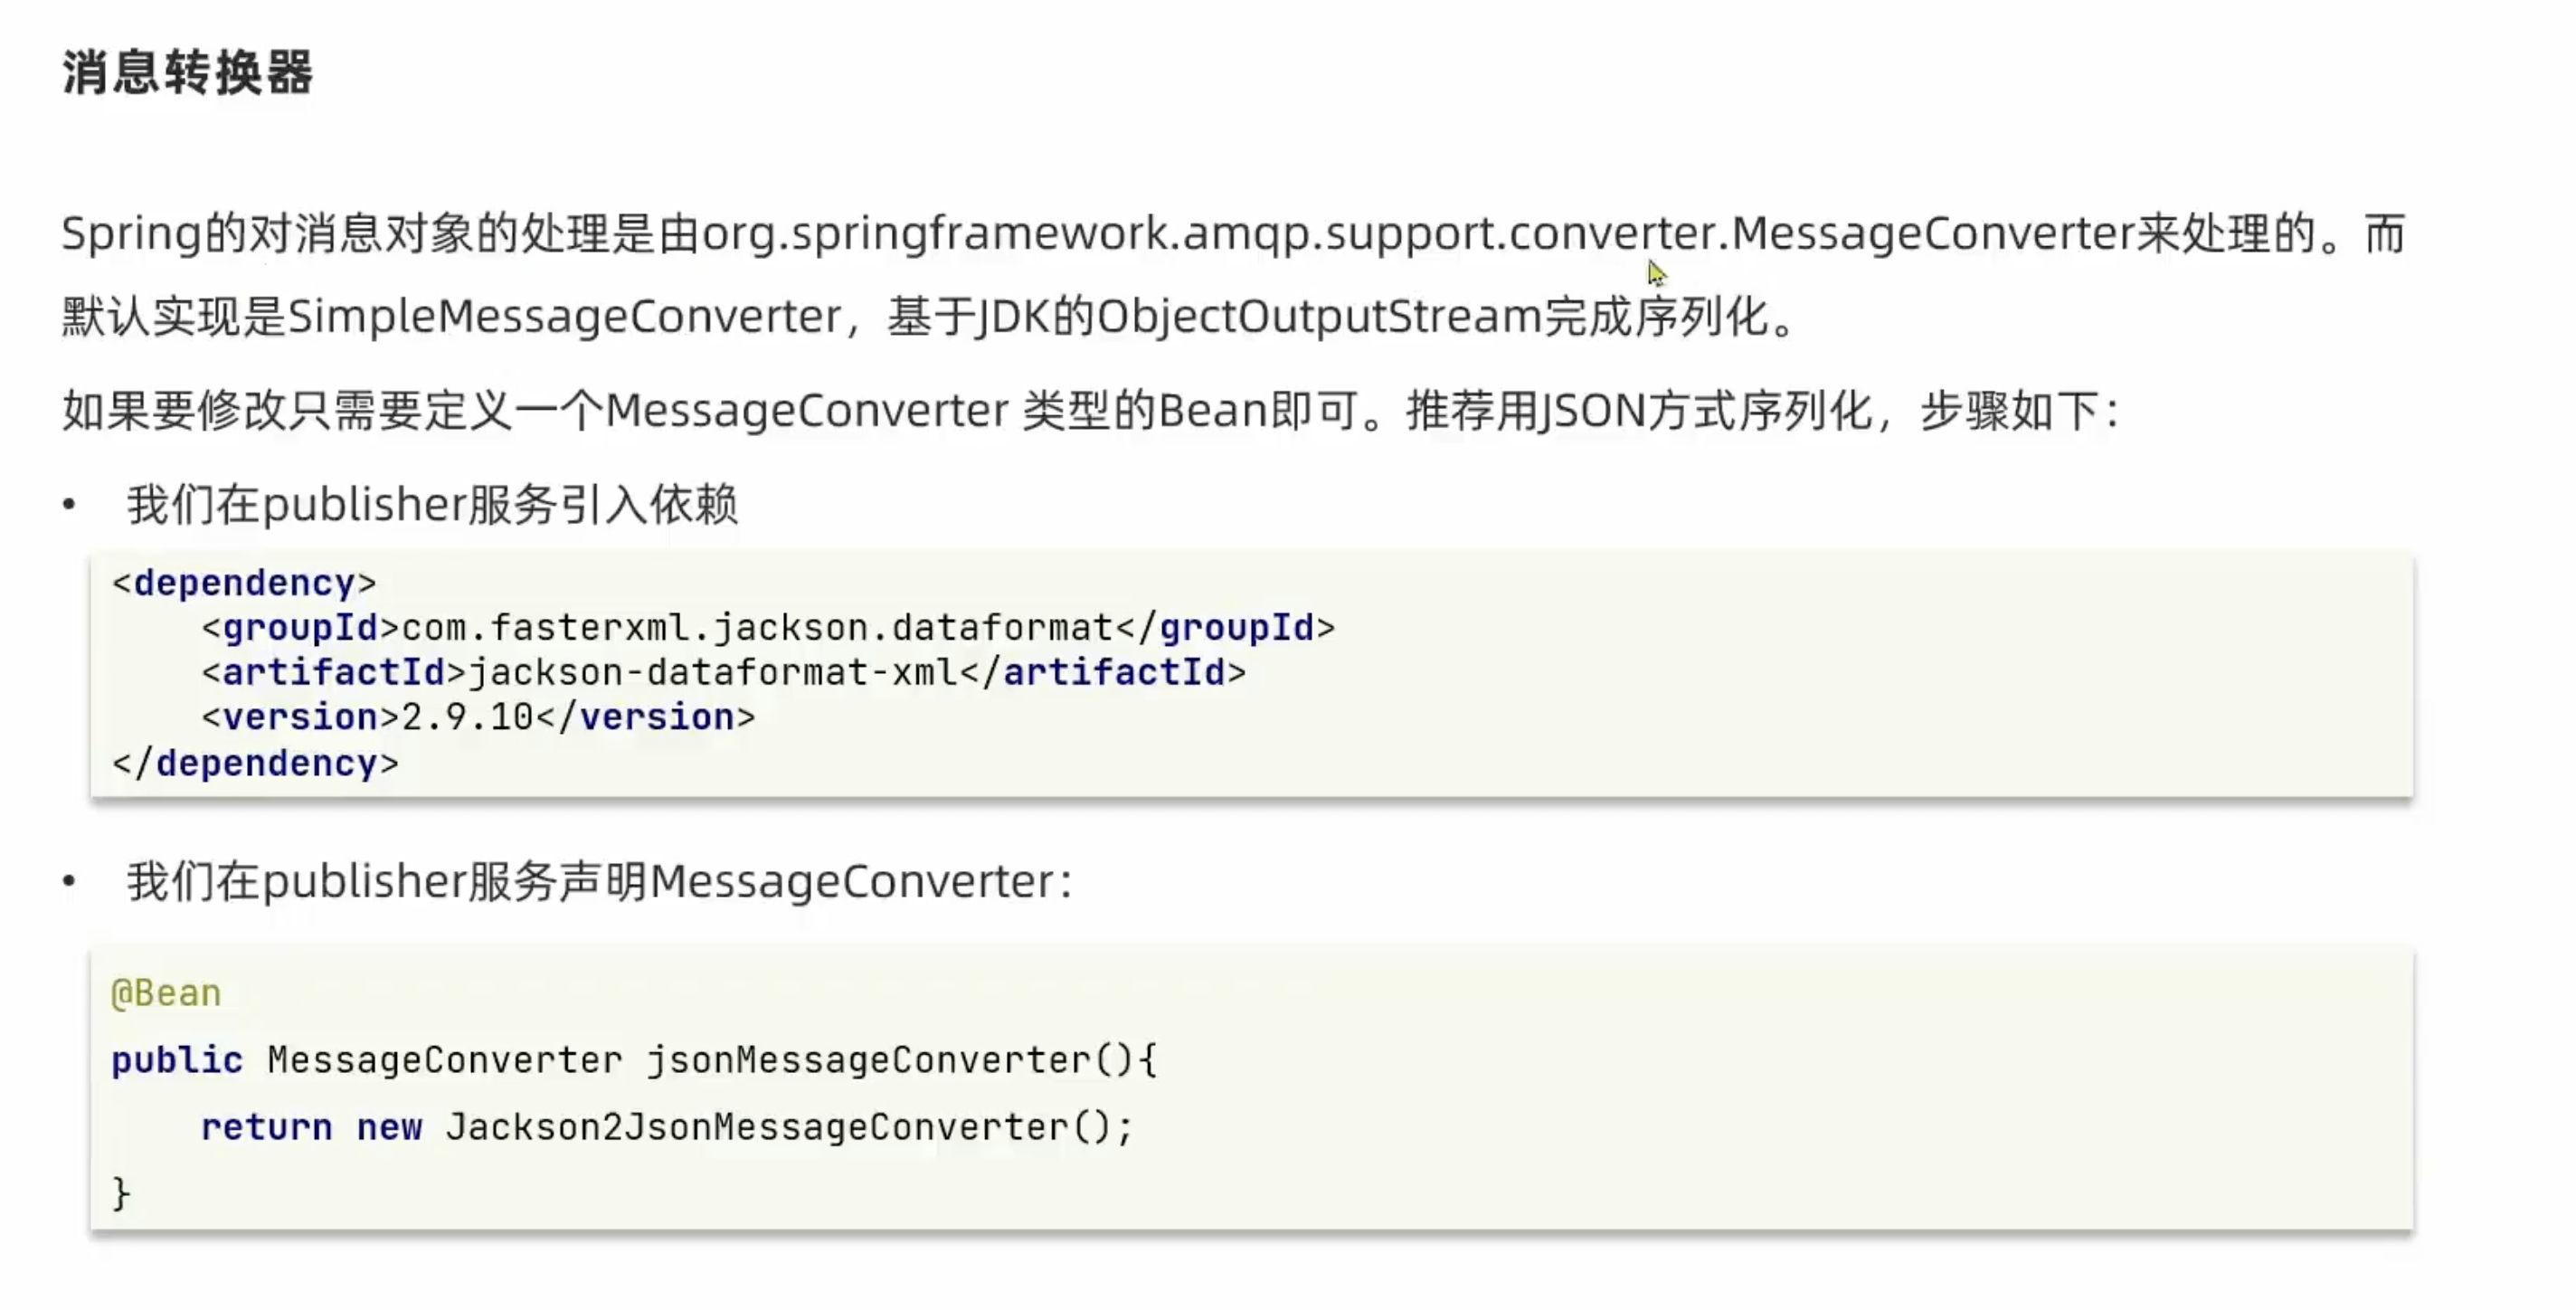 消息转换器
Spring的对消息对象的处理是由org.springframework.amqp.support.converter.MessageConverter来处理的。而
默认实现是SimpleMessageConverter，基于JDK的ObjectOutputStream完成序列化。
如果要修改只需要定义一个MessageConverter 类型的Bean即可。推荐用JSON方式序列化，步骤如下：
• 我们在publisher服务引入依赖
<dependency>
    <groupId>com.fasterxml.jackson.dataformat</groupId>
    <artifactId>jackson-dataformat-xml</artifactId>
    <version>2.9.10</version>
</dependency>
• 我们在publisher服务声明MessageConverter：
@Bean
public MessageConverter jsonMessageConverter(){
    return new Jackson2JsonMessageConverter();
}